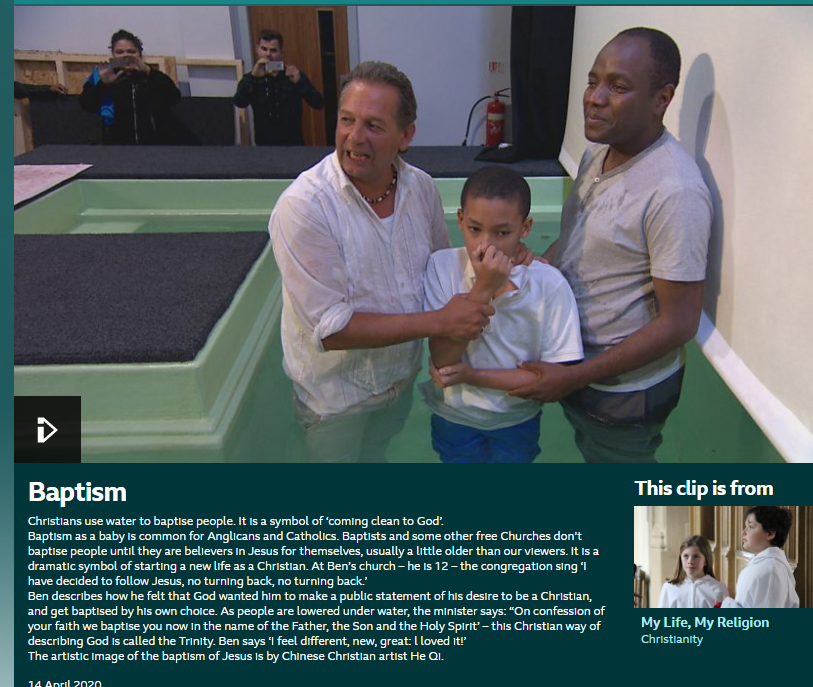 Baptism
Christians use water to baptise people. It is a symbol of ‘coming clean to God’.
Baptism as a baby is common for Anglicans and Catholics. Baptists and some other free Churches don’t
baptise people until they are believers in Jesus for themselves, usually a little older than our viewers. It is a
dramatic symbol of starting a new life as a Christian. At Ben’s church – he is 12 – the congregation sing ‘I
have decided to follow Jesus, no turning back, no turning back.’
Ben describes how he felt that God wanted him to make a public statement of his desire to be a Christian,
and get baptised by his own choice. As people are lowered under water, the minister says: “On confession of
your faith we baptise you now in the name of the Father, the Son and the Holy Spirit’ – this Christian way of
describing God is called the Trinity. Ben says ‘I feel different, new, great: I loved it!’
The artistic image of the baptism of Jesus is by Chinese Christian artist He Qi.
14 April 2020
This clip is from
My Life, My Religion
Christianity